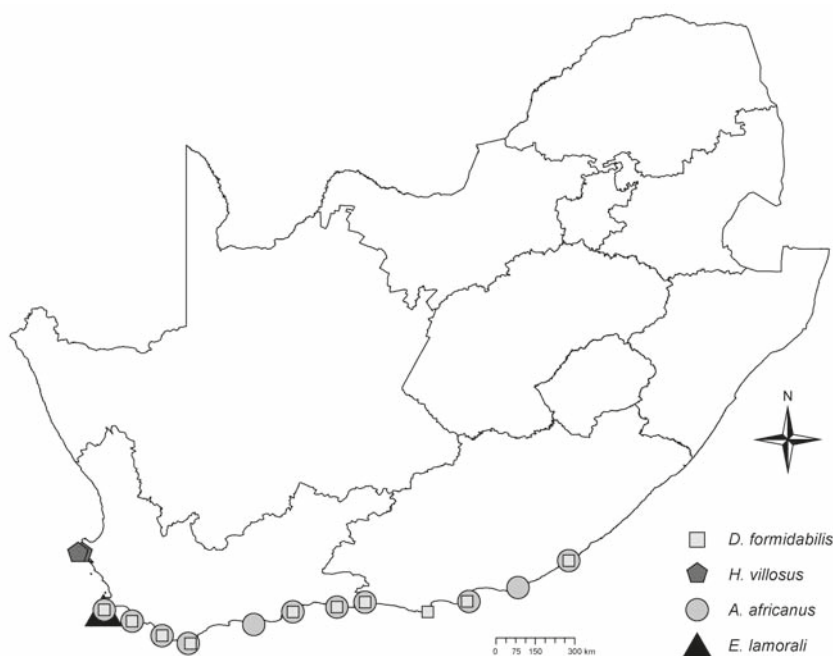 N
D. formidabilis
H. villosus
A. africanus
E. lamorali
0 75 150 300 km